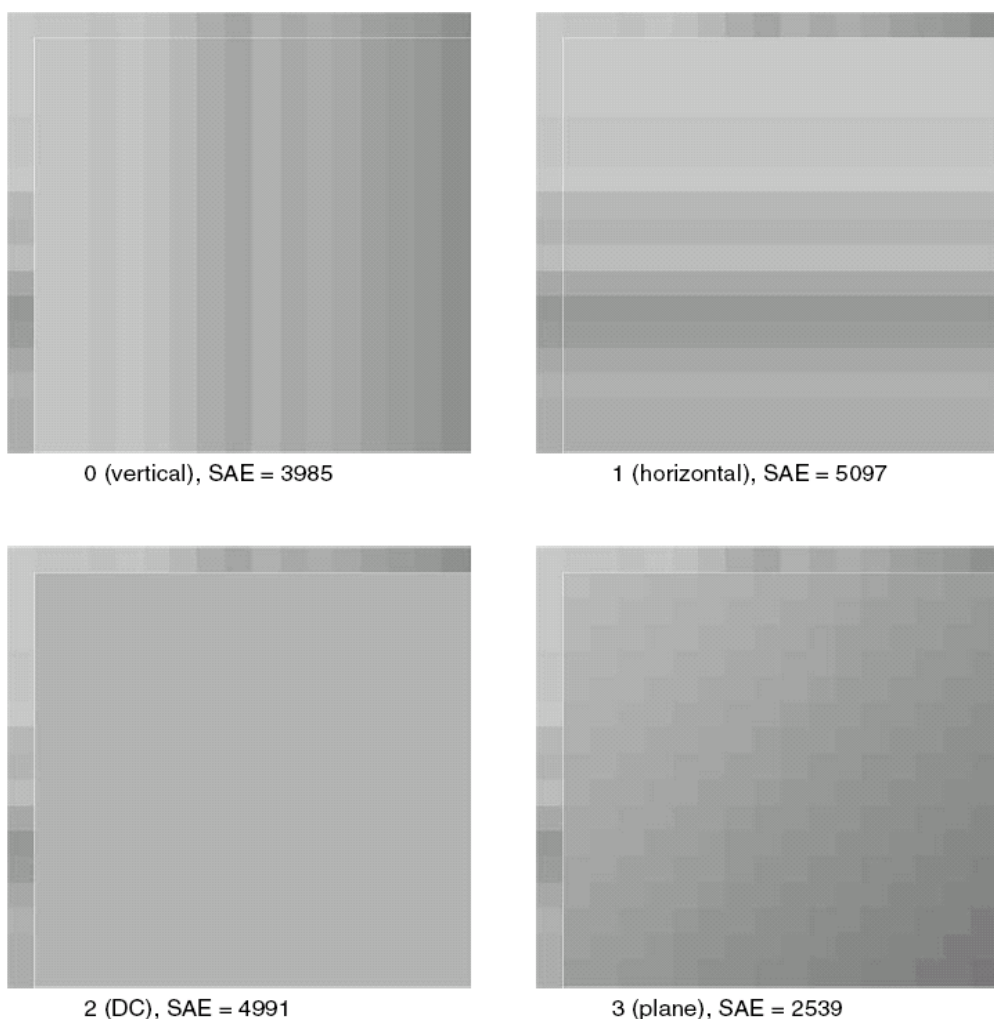 0 (vertical), SAE = 3985
1 (horizontal), SAE = 5097
2 (DC), SAE = 4991
3 (plane), SAE = 2539